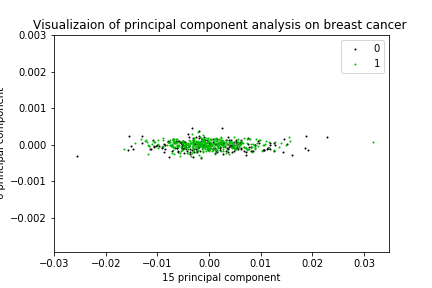 Visualizaion of principal component analysis on breast cancer
0.003
0
1
0.002
0.001
0.000
−0.001
−0.002
principal component
−0.03 −0.02 −0.01 0.00 0.01 0.02 0.03
15 principal component